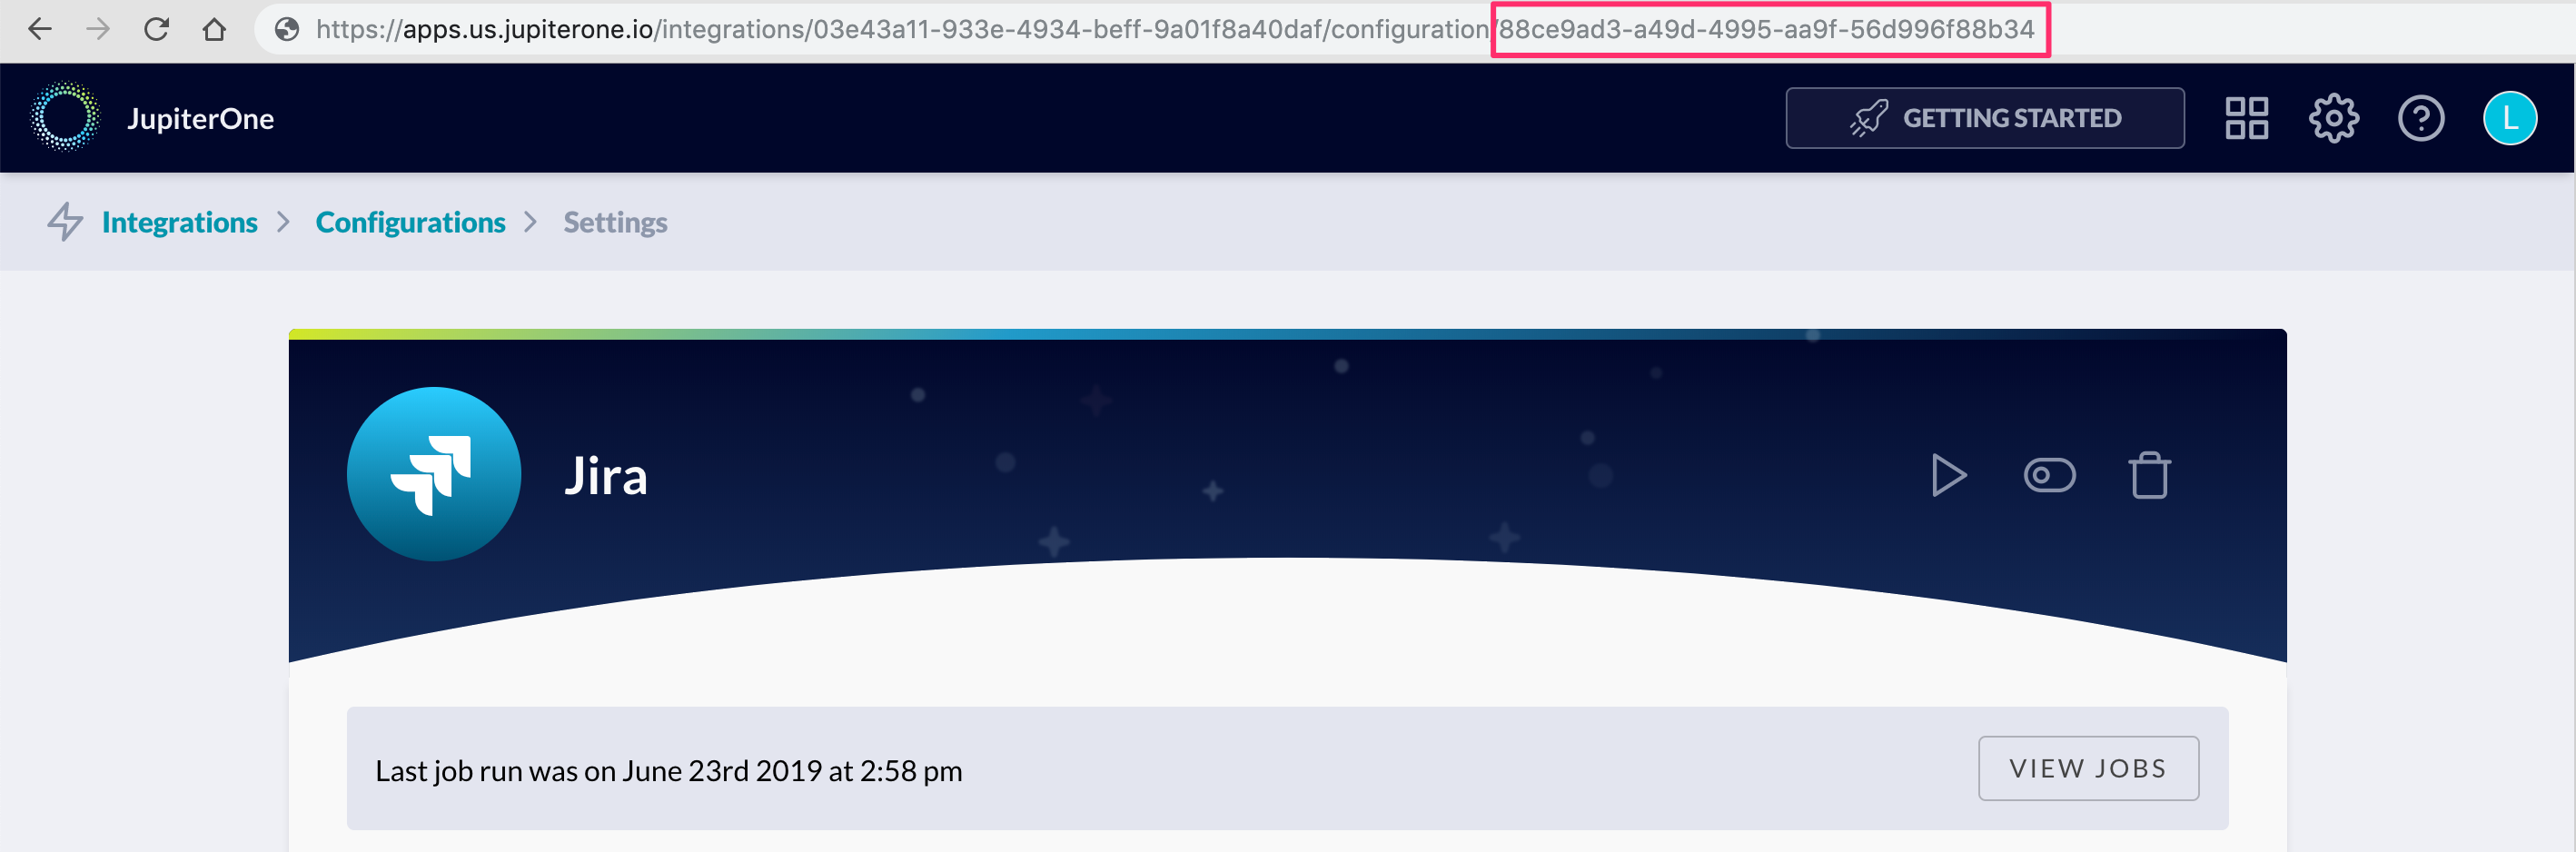 https://apps.us.jupiterone.io/integrations/03e43a11-933e-4934-beff-9a01f8a40daf/configuration/88ce9ad3-a49d-4995-aa9f-56d996f88b34
JupiterOne
GETTING STARTED
L
Integrations > Configurations > Settings
Jira
Last job run was on June 23rd 2019 at 2:58 pm
VIEW JOBS